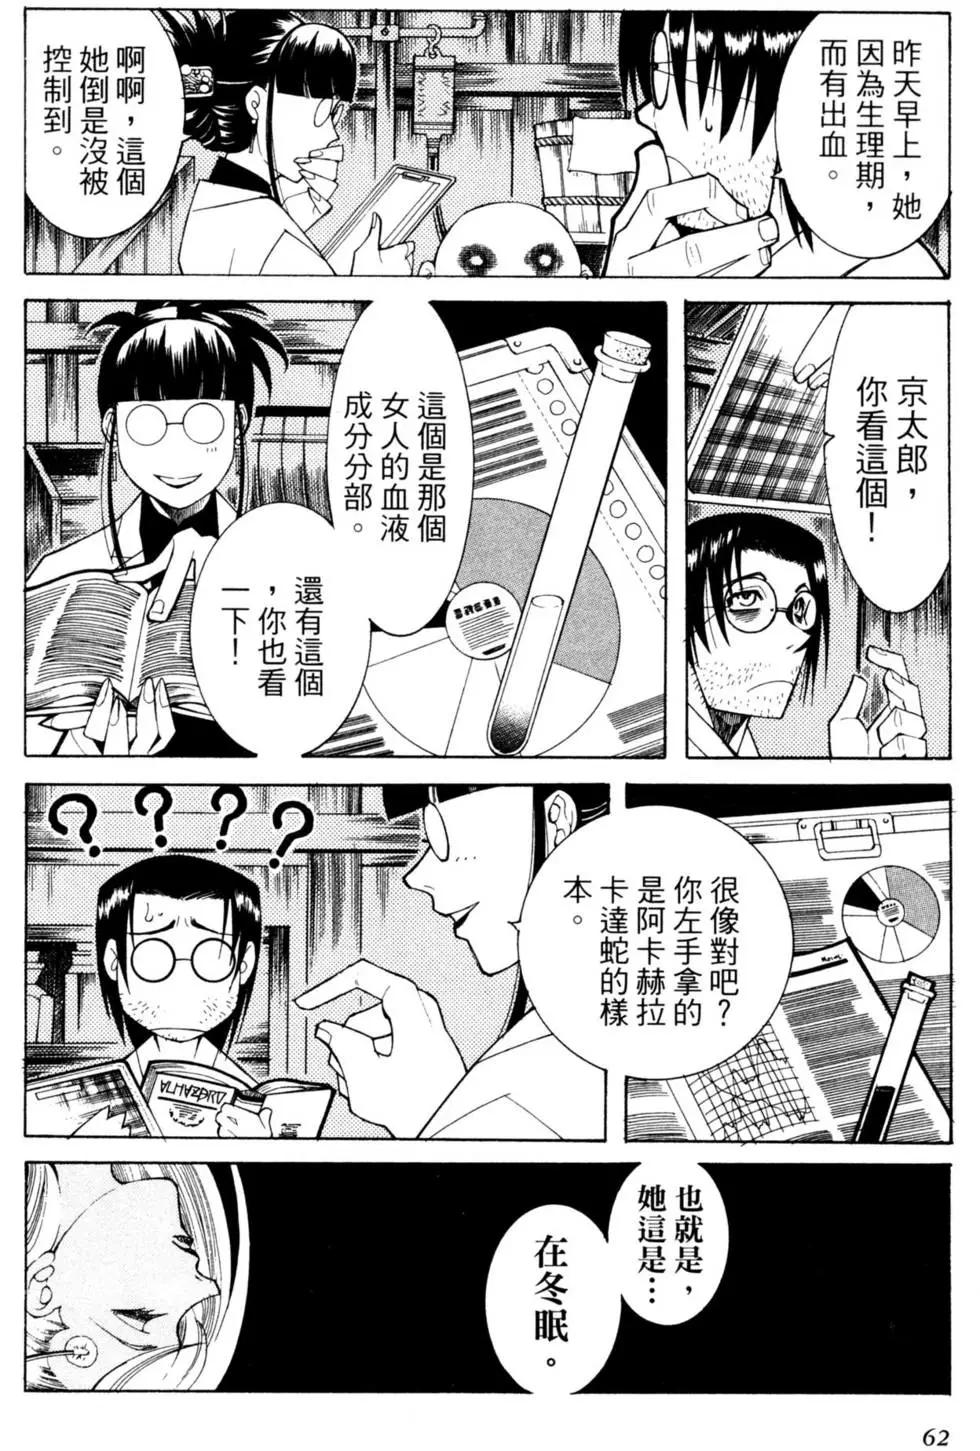 昨天早上，她
因為生理期，
而有出血。
啊啊，這個
她倒是沒被
控制到。
京太郎，
你看這個！
這個是那個
女人的血液
成分分部。
還有這個
，你也看
一下！
很像對吧？
你左手拿的
是阿卡赫拉
卡達蛇的樣
本。
？？？？
也就是，
她這是…
在冬眠。
62